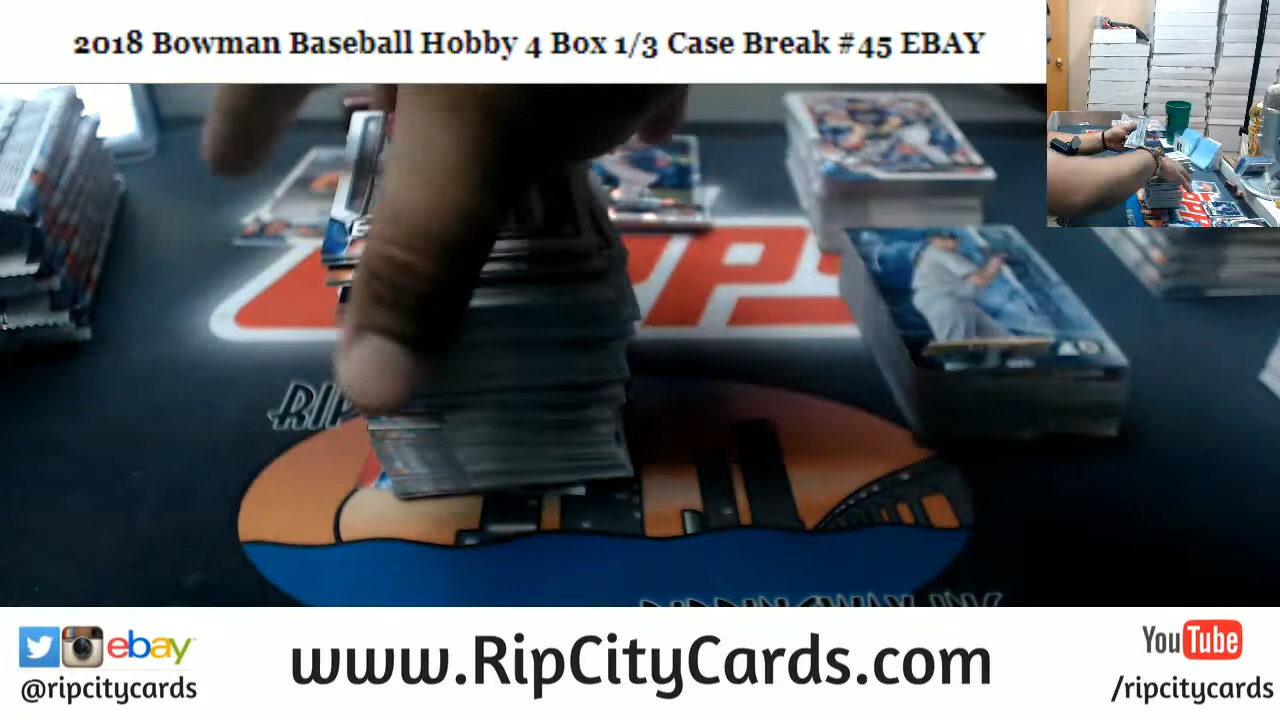 2018 Bowman Baseball Hobby 4 Box 1/3 Case Break #45 EBAY
RIP
ebay
www.RipCityCards.com
YouTube
@ripcitycards
/ripcitycards